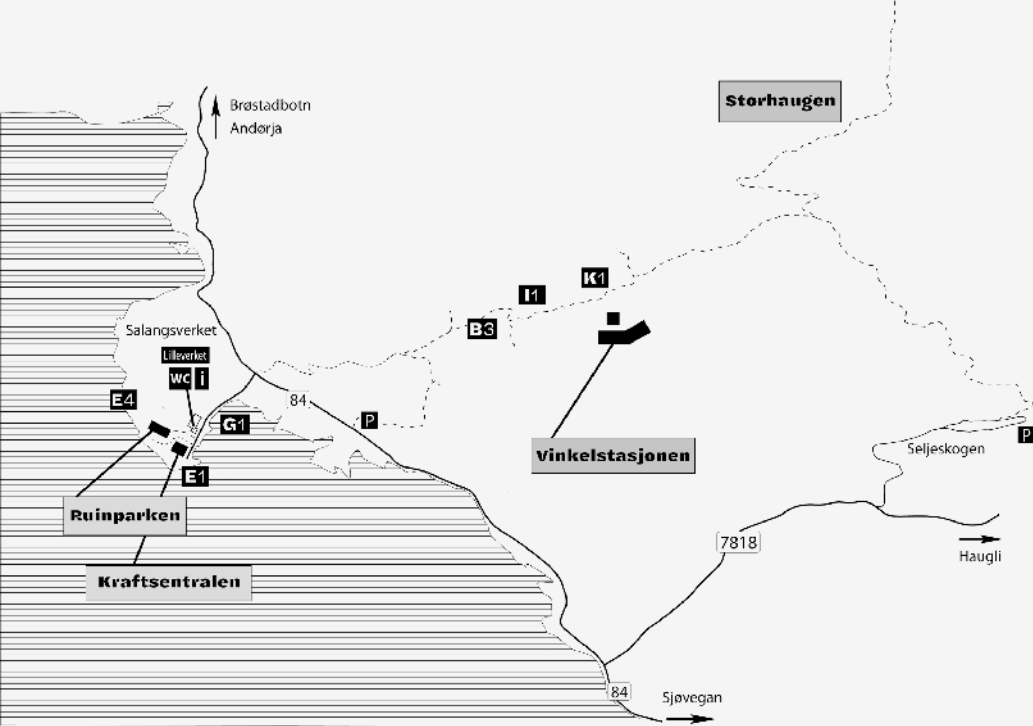 Storhaugen
Brøstadbotn
Andørja
K1
I1
B3
Salangsverket
Lilleverket
WC i
E4
84
G1
P
P
Seljeskogen
Vinkelstasjonen
E1
Ruinparken
7818
Haugli
Kraftsentralen
84
Sjøvegan